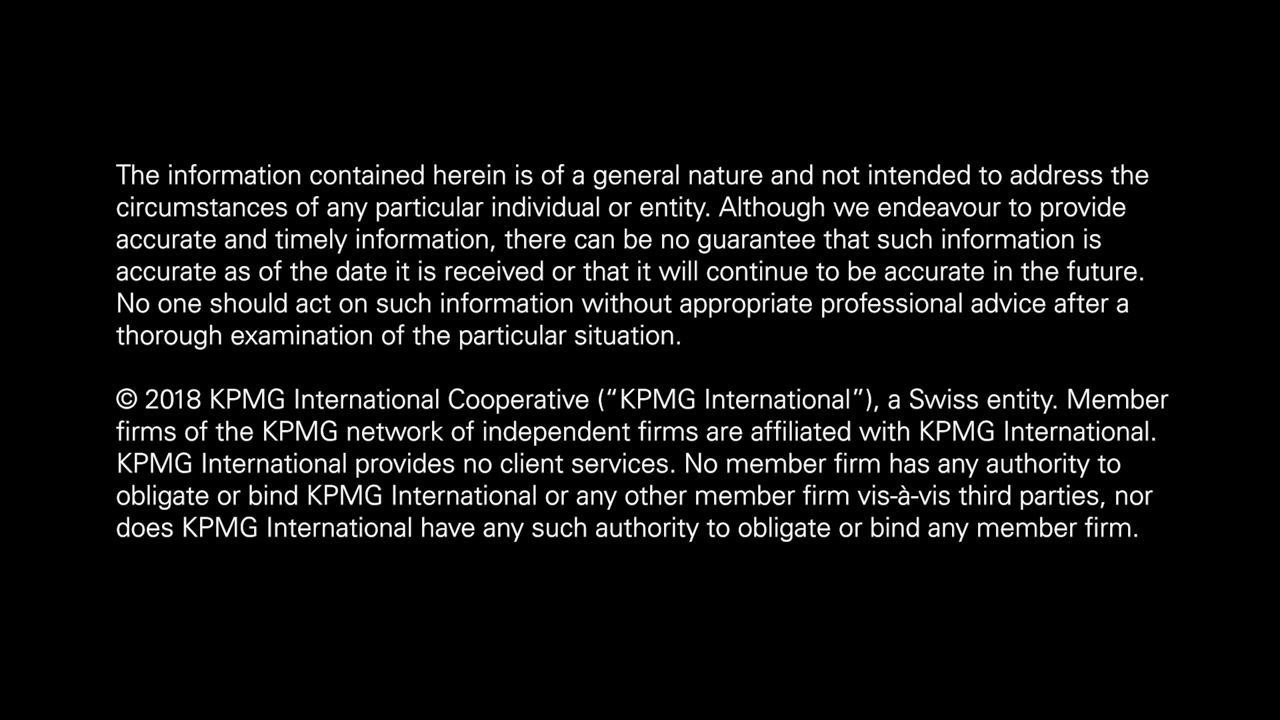 The information contained herein is of a general nature and not intended to address the
circumstances of any particular individual or entity. Although we endeavour to provide
accurate and timely information, there can be no guarantee that such information is
accurate as of the date it is received or that it will continue to be accurate in the future.
No one should act on such information without appropriate professional advice after a
thorough examination of the particular situation.
© 2018 KPMG International Cooperative (“KPMG International”), a Swiss entity. Member
firms of the KPMG network of independent firms are affiliated with KPMG International.
KPMG International provides no client services. No member firm has any authority to
obligate or bind KPMG International or any other member firm vis-à-vis third parties, nor
does KPMG International have any such authority to obligate or bind any member firm.